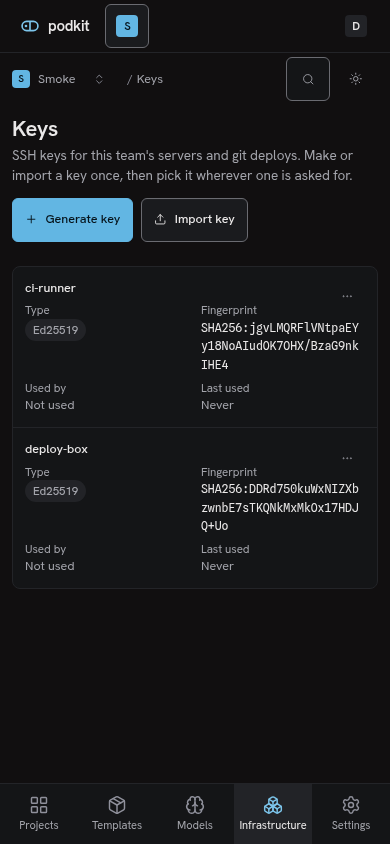 podkit
S
D
S Smoke / Keys
Keys
SSH keys for this team's servers and git deploys. Make or
import a key once, then pick it wherever one is asked for.
+ Generate key
Import key
ci-runner
...
Type
Ed25519
Fingerprint
SHA256:jgvLMQRFlVNtpaEY
y18NoAIudOK7OHX/BzaG9nk
IHE4
Used by
Not used
Last used
Never
deploy-box
...
Type
Ed25519
Fingerprint
SHA256:DDRd750kuWxNIZXb
zwnbE7sTKQNkMxMkOx17HDJ
Q+Uo
Used by
Not used
Last used
Never
Projects
Templates
Models
Infrastructure
Settings